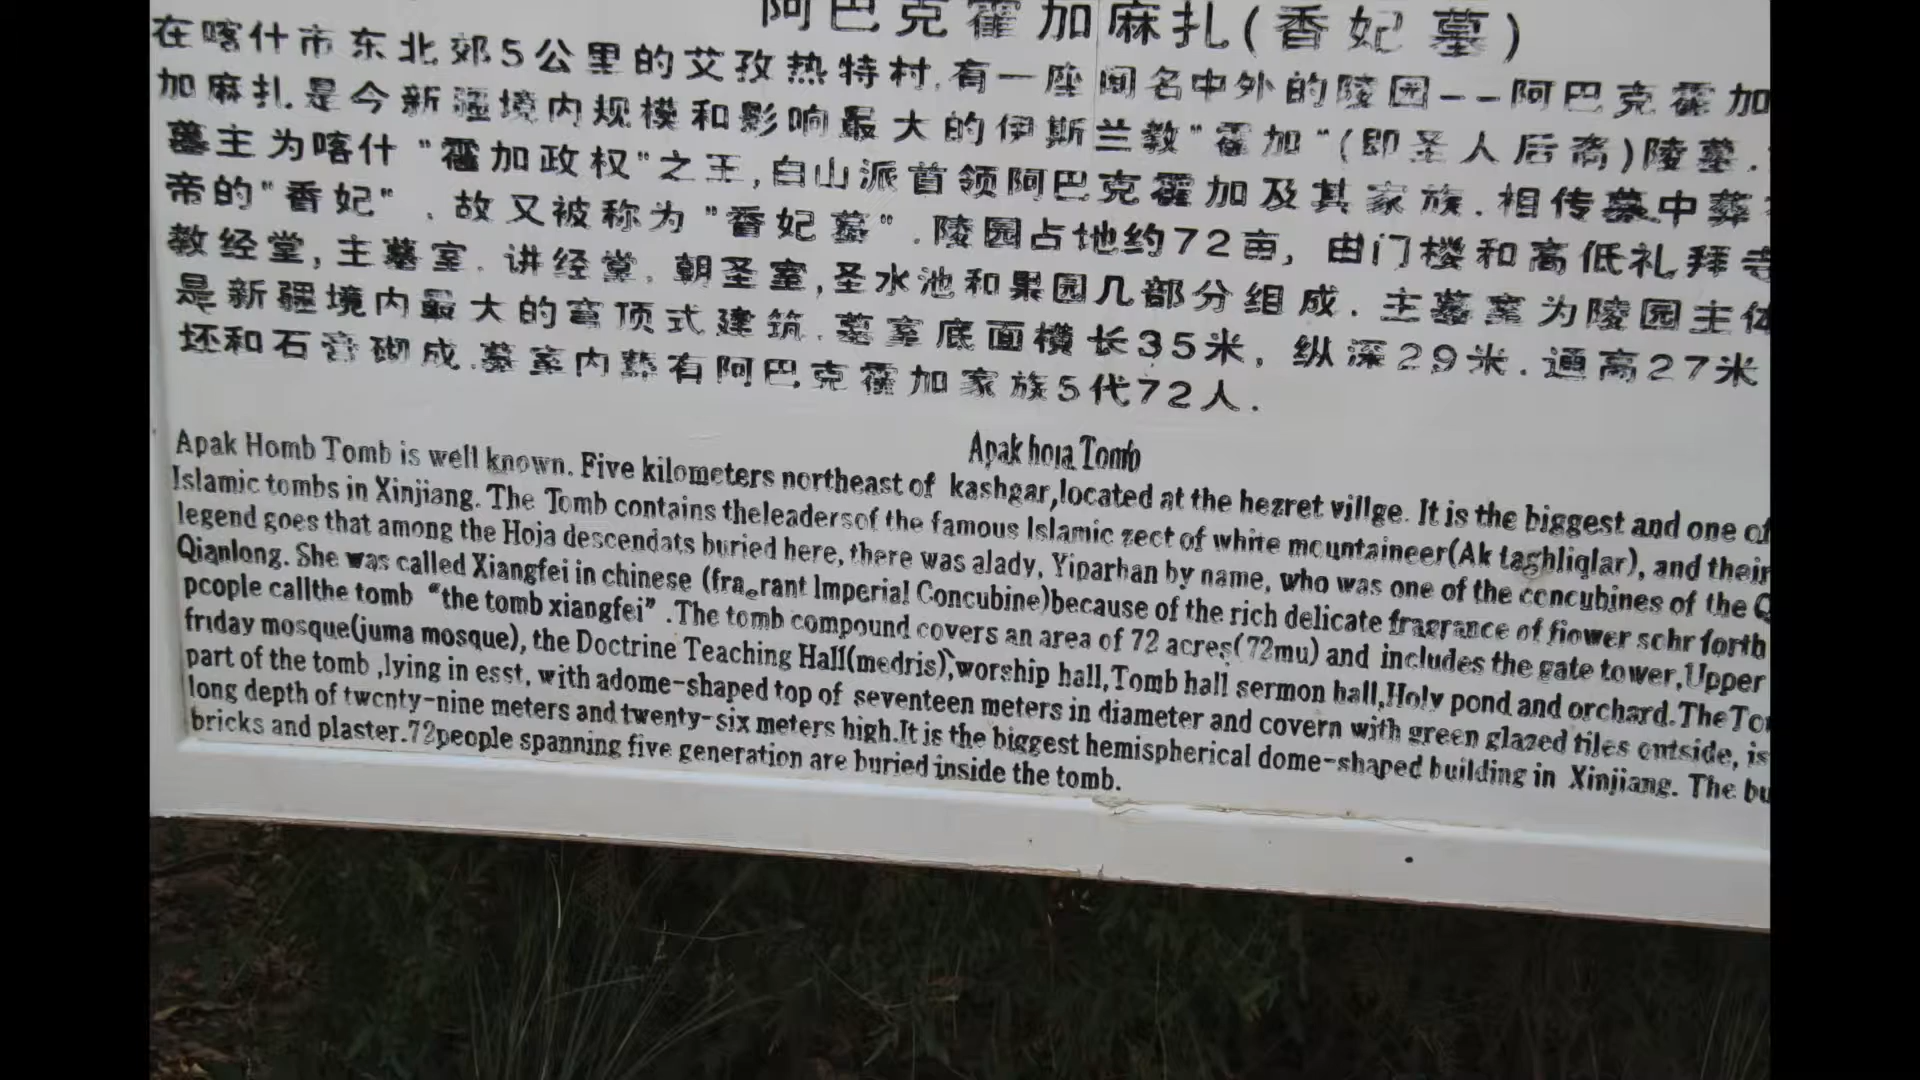 阿巴克霍加麻扎(香妃墓)
在喀什市东北郊5公里的艾孜热特村.有一座闻名中外的陵园--阿巴克霍加
加麻扎.是今新疆境内规模和影响最大的伊斯兰教"霍加"(即圣人后裔)陵墓.
墓主为喀什"霍加政权"之王,白山派首领阿巴克霍加及其家族.相传墓中葬
帝的"香妃".故又被称为"香妃墓".陵园占地约72亩,由门楼和高低礼拜寺
教经堂,主墓室.讲经堂.朝圣室,圣水池和果园几部分组成.主墓室为陵园主体
是新疆境内最大的穹顶式建筑.墓室底面横长35米,纵深29米.通高27米
坯和石膏砌成.墓室内葬有阿巴克霍加家族5代72人.
Apak hoja Tomb
Apak Homb Tomb is well known. Five kilometers northeast of kashgar,located at the hezret villge. It is the biggest and one of
Islamic tombs in Xinjiang. The Tomb contains theleadersof the famous Islamic zect of white mountaineer(Ak taghliqlar), and their
legend goes that among the Hoja descendats buried here, there was alady, Yiparhan by name, who was one of the concubines of the Q
Qianlong. She was called Xiangfei in chinese (fragrant Imperial Concubine)because of the rich delicate fragrance of flower sehr forth
people callthe tomb "the tomb xiangfei".The tomb compound covers an area of 72 acres(72mu) and includes the gate tower,Upper
friday mosque(juma mosque), the Doctrine Teaching Hall(medris),worship hall,Tomb hall sermon hall,Holy pond and orchard.The To
part of the tomb ,lying in esst, with adome-shaped top of seventeen meters in diameter and covern with green glazed tiles ontside, is
long depth of twenty-nine meters and twenty-six meters high.It is the biggest hemispherical dome-shaped building in Xinjiang. The bu
bricks and plaster.72people spanning five generation are buried inside the tomb.